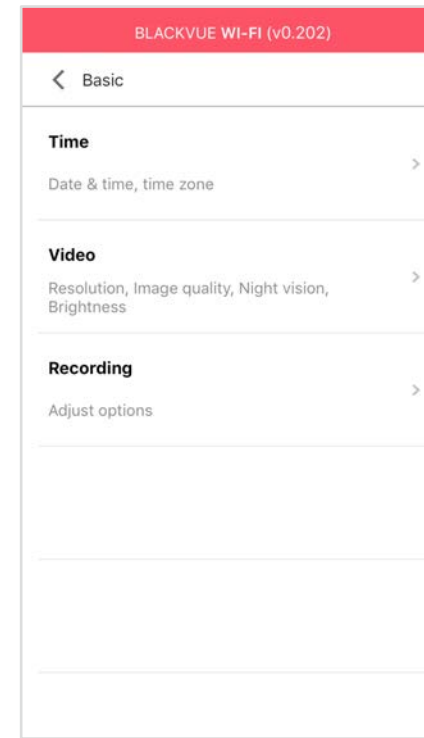 BLACKVUE WI-FI (v0.202)
Basic
Time
Date & time, time zone
Video
Resolution, Image quality, Night vision,
Brightness
Recording
Adjust options